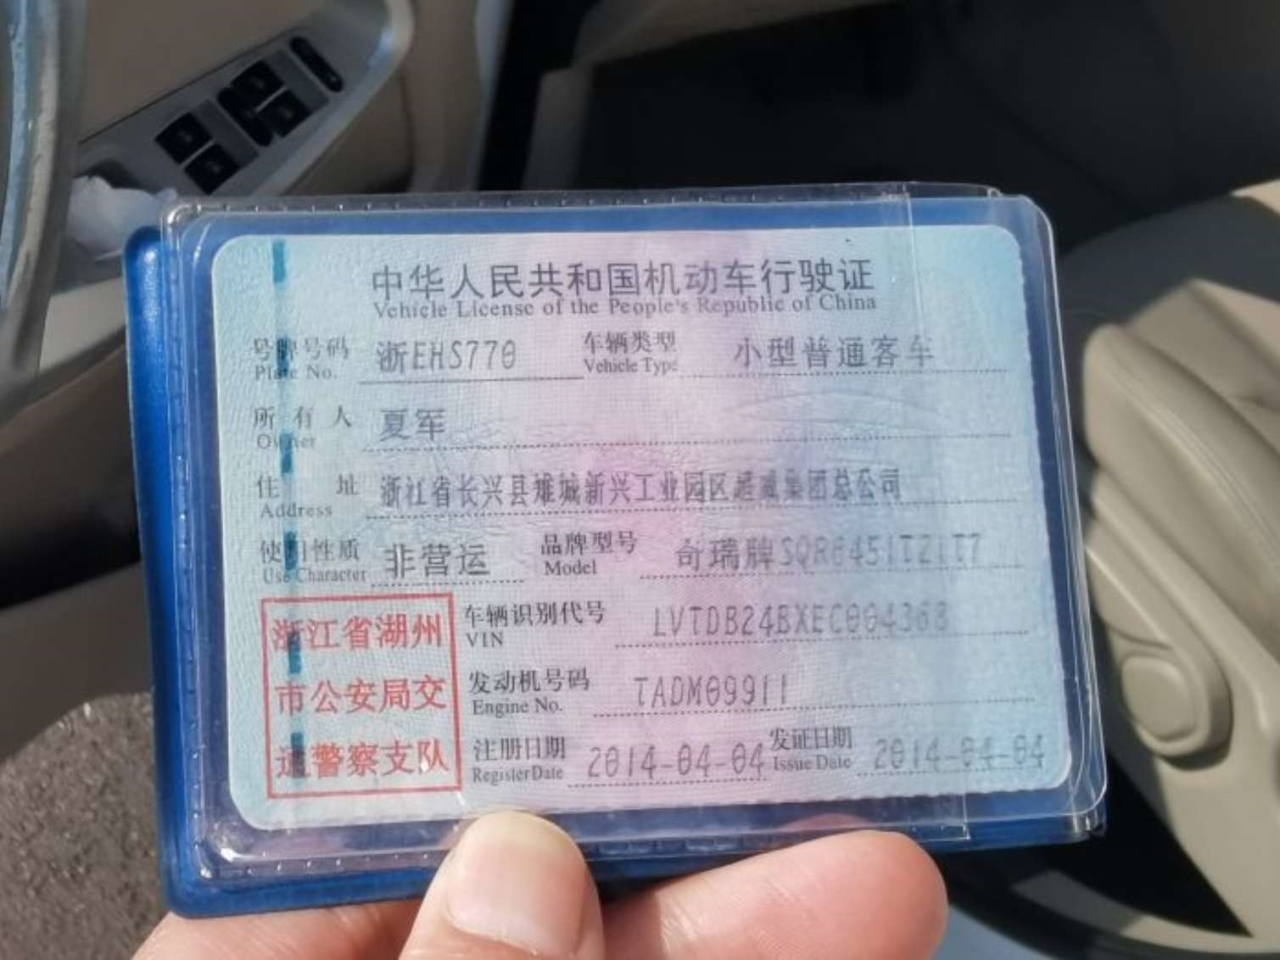 中华人民共和国机动车行驶证
Vehicle License of the People's Republic of China
号牌号码 浙EHS770 车辆类型 小型普通客车
Plate No. Vehicle Type
所有人 夏军
Owner
住址 浙江省长兴县雉城新兴工业园区超威集团总公司
Address
使用性质 非营运 品牌型号 奇瑞牌SQR6451T21T7
Use Character Model
浙江省湖州
市公安局交
通警察支队
车辆识别代号 LVTDB24BXEC004368
VIN
发动机号码 TADM09911
Engine No.
注册日期 2014-04-04 发证日期 2014-04-04
Register Date Issue Date